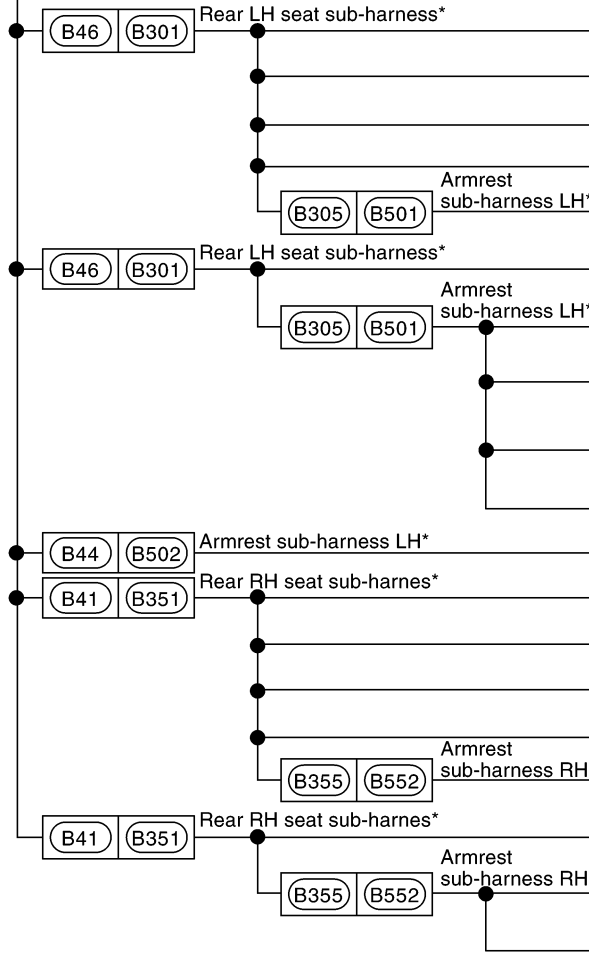 Rear LH seat sub-harness*
B46 B301
Armrest
sub-harness LH*
B305 B501
Rear LH seat sub-harness*
B46 B301
Armrest
sub-harness LH*
B305 B501
Armrest sub-harness LH*
B44 B502
Rear RH seat sub-harnes*
B41 B351
Armrest
sub-harness RH
B355 B552
Rear RH seat sub-harnes*
B41 B351
Armrest
sub-harness RH
B355 B552